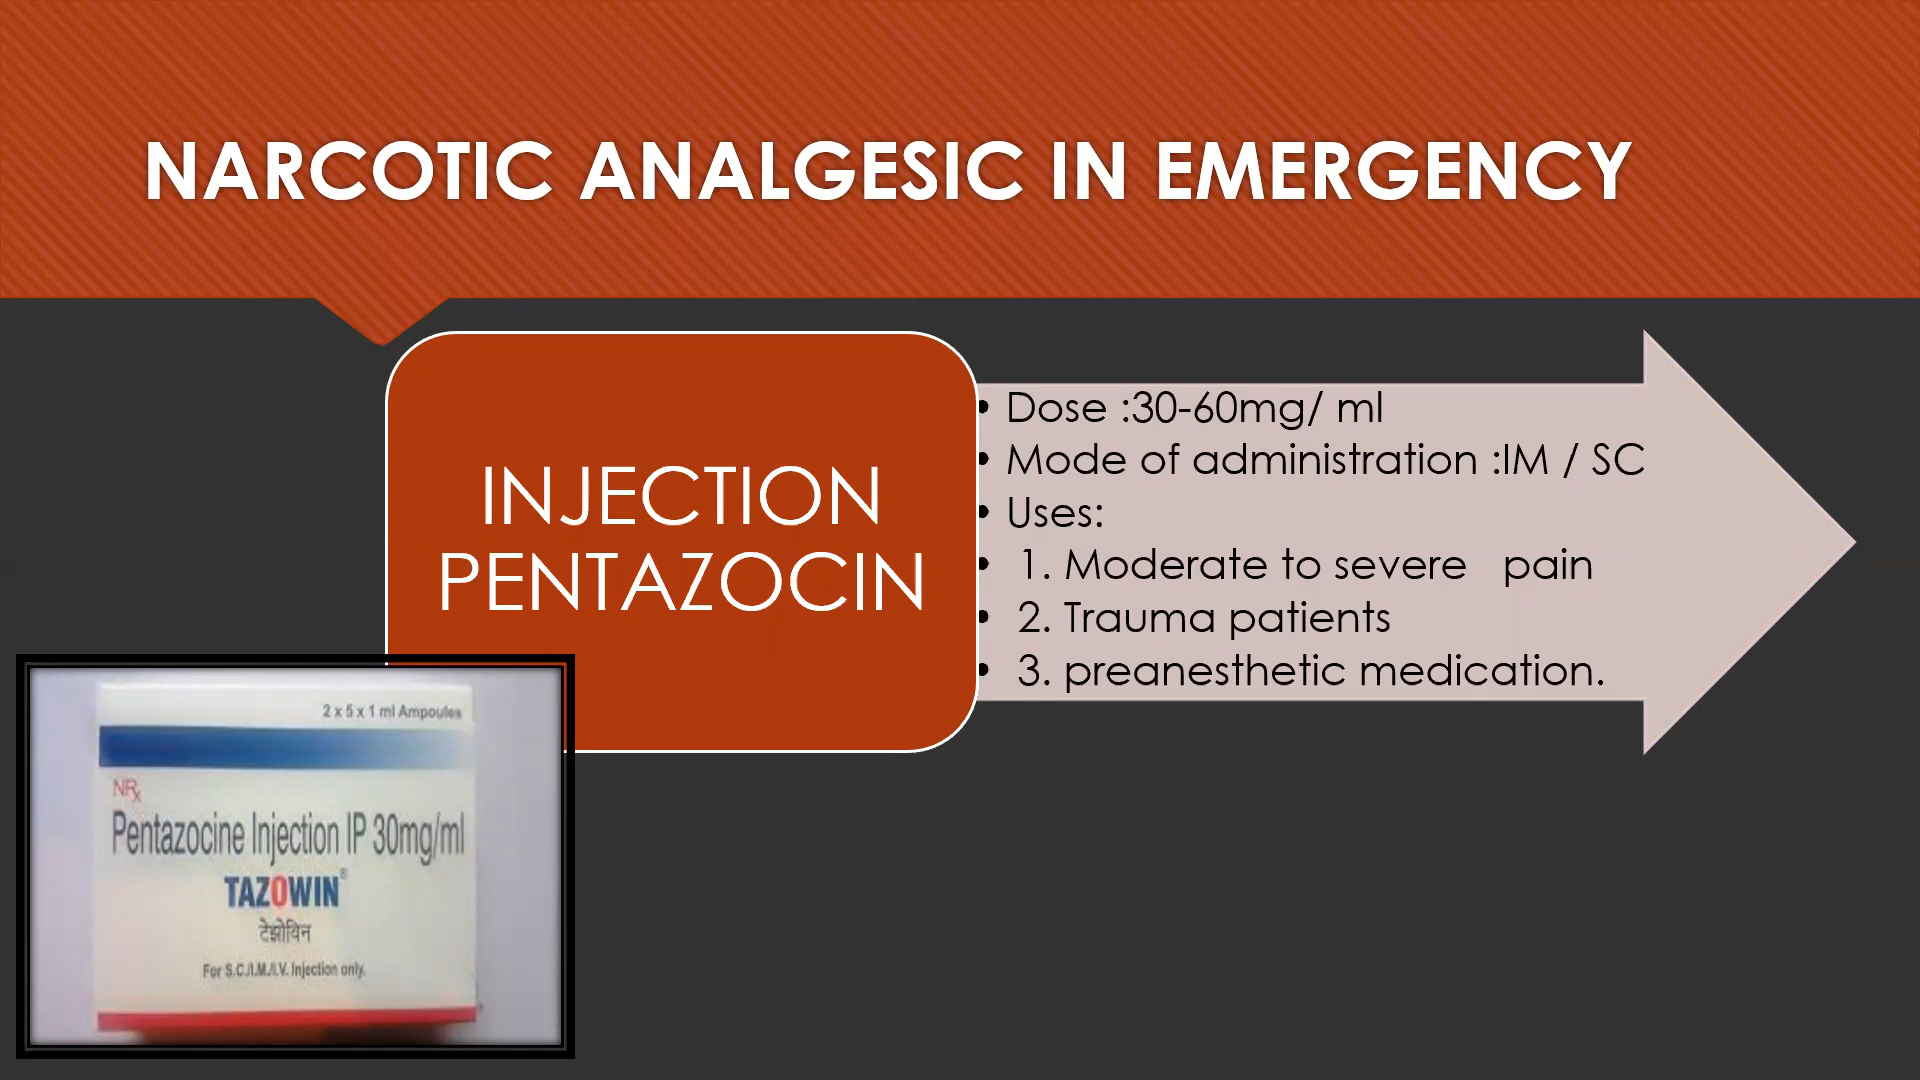 NARCOTIC ANALGESIC IN EMERGENCY
INJECTION
PENTAZOCIN
• Dose :30-60mg/ ml
• Mode of administration :IM / SC
• Uses:
• 1. Moderate to severe pain
• 2. Trauma patients
• 3. preanesthetic medication.
2 x 5 x 1 ml Ampoules
NRx
Pentazocine Injection IP 30mg/ml
TAZOWIN®
टेझोविन
For S.C./I.M./I.V. Injection only.